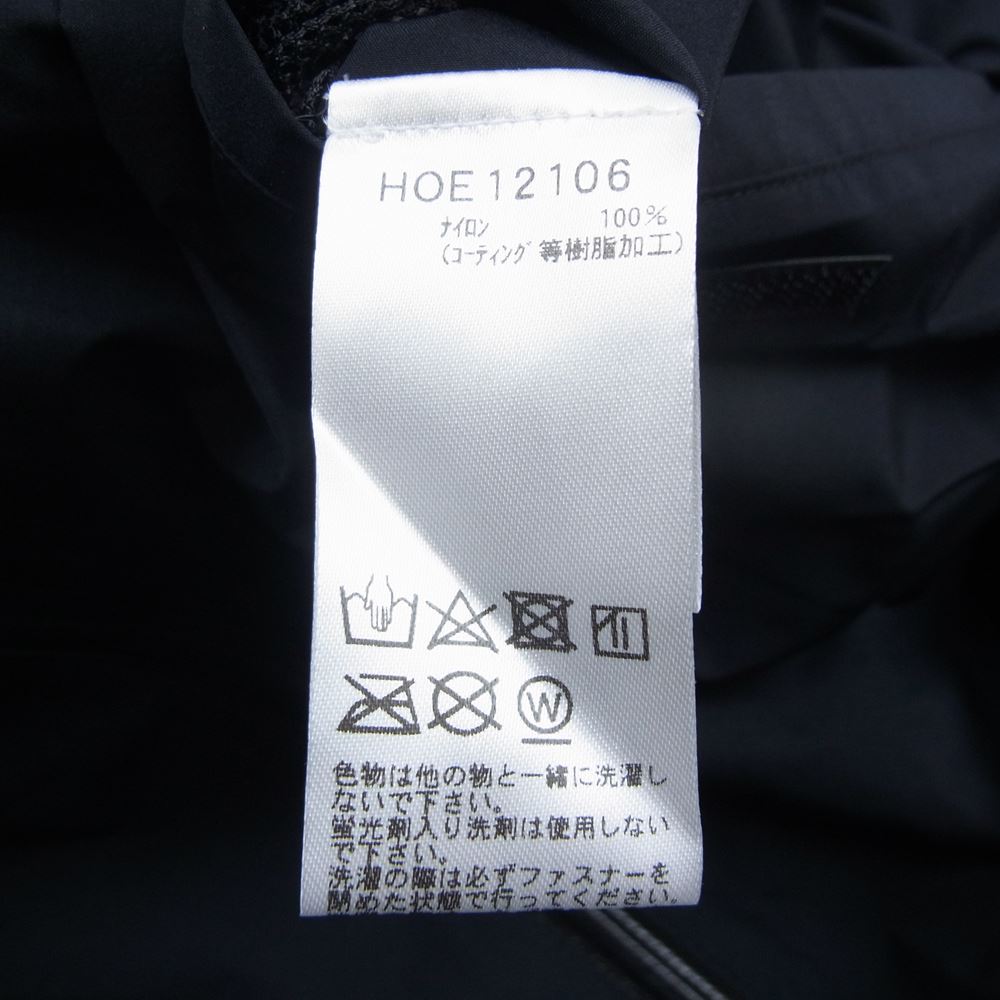 HOE12106
ナイロン 100%
(コーティング 等樹脂加工)
W
色物は他の物と一緒に洗濯し
ないで下さい。
蛍光剤入り洗剤は使用しない
で下さい。
洗濯の際は必ずファスナーを
閉めた状態で行ってください。